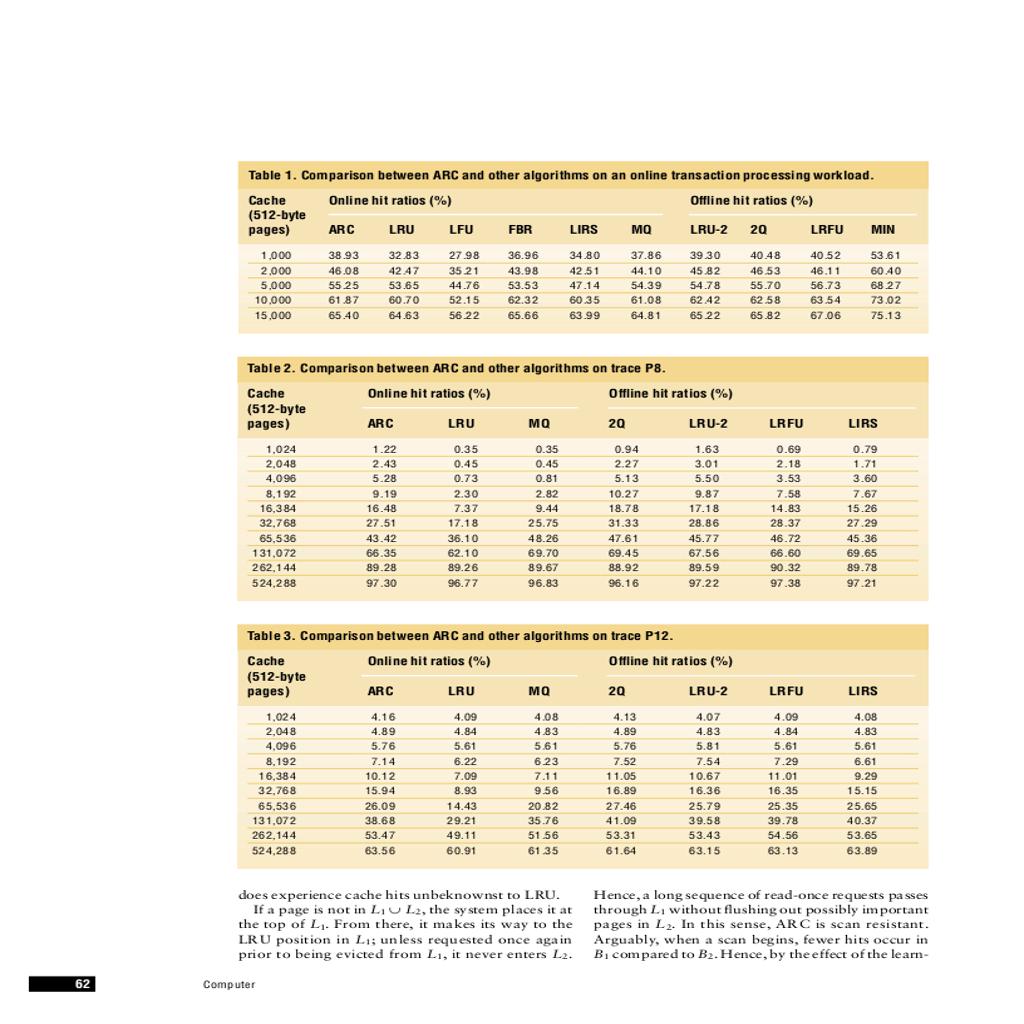 Table 1. Comparison between ARC and other algorithms on an online transaction processing workload.
Cache Online hit ratios (%) Offline hit ratios (%)
(512-byte
pages) ARC LRU LFU FBR LIRS MQ LRU-2 2Q LRFU MIN
1,000 38.93 32.83 27.98 36.96 34.80 37.86 39.30 40.48 40.52 53.61
2,000 46.08 42.47 35.21 43.98 42.51 44.10 45.82 46.53 46.11 60.40
5,000 55.25 53.65 44.76 53.53 47.14 54.39 54.78 55.70 56.73 68.27
10,000 61.87 60.70 52.15 62.32 60.35 61.08 62.42 62.58 63.54 73.02
15,000 65.40 64.63 56.22 65.66 63.99 64.81 65.22 65.82 67.06 75.13
Table 2. Comparison between ARC and other algorithms on trace P8.
Cache Online hit ratios (%) Offline hit ratios (%)
(512-byte
pages) ARC LRU MQ 2Q LRU-2 LRFU LIRS
1,024 1.22 0.35 0.35 0.94 1.63 0.69 0.79
2,048 2.43 0.45 0.45 2.27 3.01 2.18 1.71
4,096 5.28 0.73 0.81 5.13 5.50 3.53 3.60
8,192 9.19 2.30 2.82 10.27 9.87 7.58 7.67
16,384 16.48 7.37 9.44 18.78 17.18 14.83 15.26
32,768 27.51 17.18 25.75 31.33 28.86 28.37 27.29
65,536 43.42 36.10 48.26 47.61 45.77 46.72 45.36
131,072 66.35 62.10 69.70 69.45 67.56 66.60 69.65
262,144 89.28 89.26 89.67 88.92 89.59 90.32 89.78
524,288 97.30 96.77 96.83 96.16 97.22 97.38 97.21
Table 3. Comparison between ARC and other algorithms on trace P12.
Cache Online hit ratios (%) Offline hit ratios (%)
(512-byte
pages) ARC LRU MQ 2Q LRU-2 LRFU LIRS
1,024 4.16 4.09 4.08 4.13 4.07 4.09 4.08
2,048 4.89 4.84 4.83 4.89 4.83 4.84 4.83
4,096 5.76 5.61 5.61 5.76 5.81 5.61 5.61
8,192 7.14 6.22 6.23 7.52 7.54 7.29 6.61
16,384 10.12 7.09 7.11 11.05 10.67 11.01 9.29
32,768 15.94 8.93 9.56 16.89 16.36 16.35 15.15
65,536 26.09 14.43 20.82 27.46 25.79 25.35 25.65
131,072 38.68 29.21 35.76 41.09 39.58 39.78 40.37
262,144 53.47 49.11 51.56 53.31 53.43 54.56 53.65
524,288 63.56 60.91 61.35 61.64 63.15 63.13 63.89
does experience cache hits unbeknownst to LRU.
If a page is not in L1 ∪ L2, the system places it at
the top of L1. From there, it makes its way to the
LRU position in L1; unless requested once again
prior to being evicted from L1, it never enters L2.
Hence, a long sequence of read-once requests passes
through L1 without flushing out possibly important
pages in L2. In this sense, ARC is scan resistant.
Arguably, when a scan begins, fewer hits occur in
B1 compared to B2. Hence, by the effect of the learn-
62 Computer